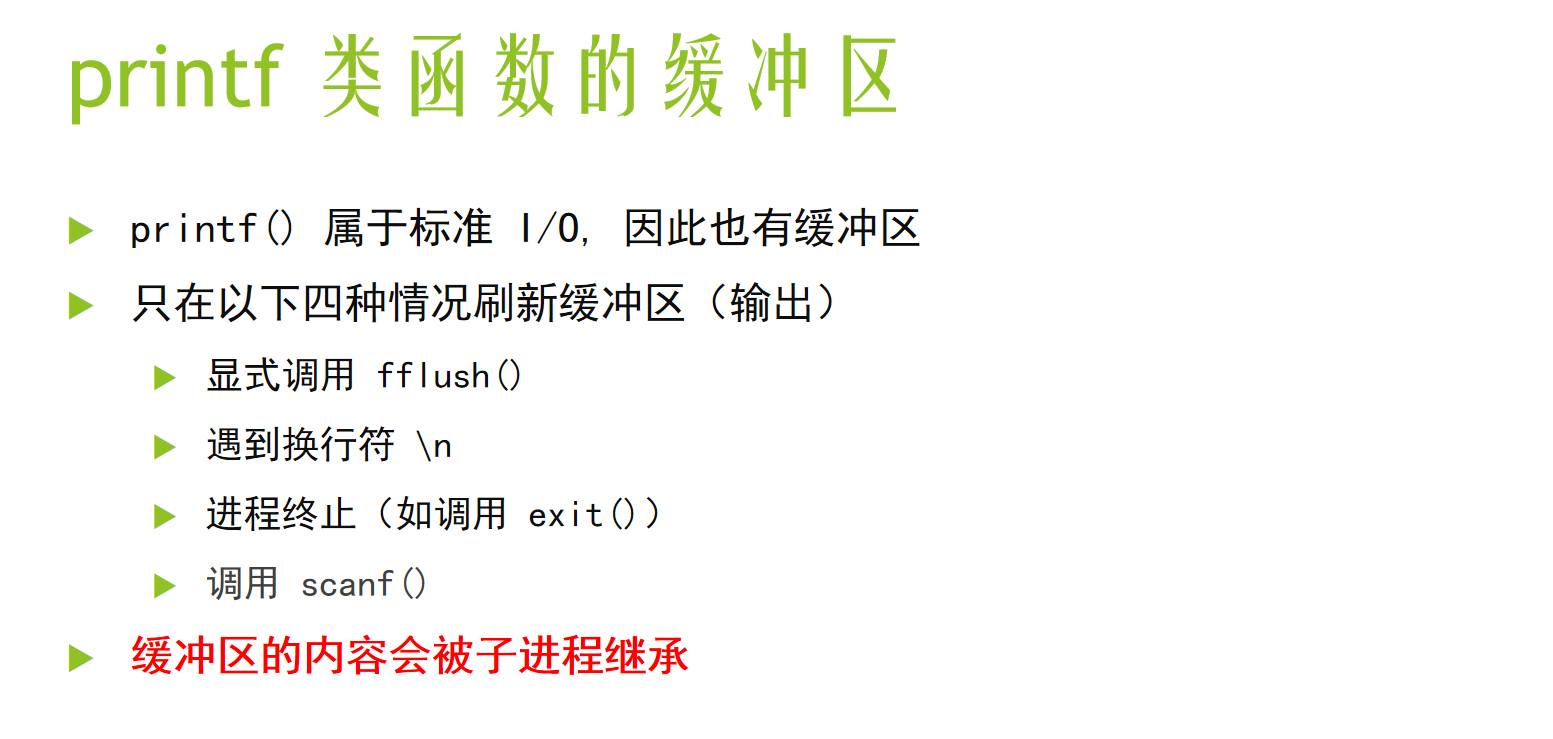 printf 类函数的缓冲区
printf() 属于标准 I/O, 因此也有缓冲区
只在以下四种情况刷新缓冲区（输出）
显式调用 fflush()
遇到换行符 \n
进程终止（如调用 exit()）
调用 scanf()
缓冲区的内容会被子进程继承